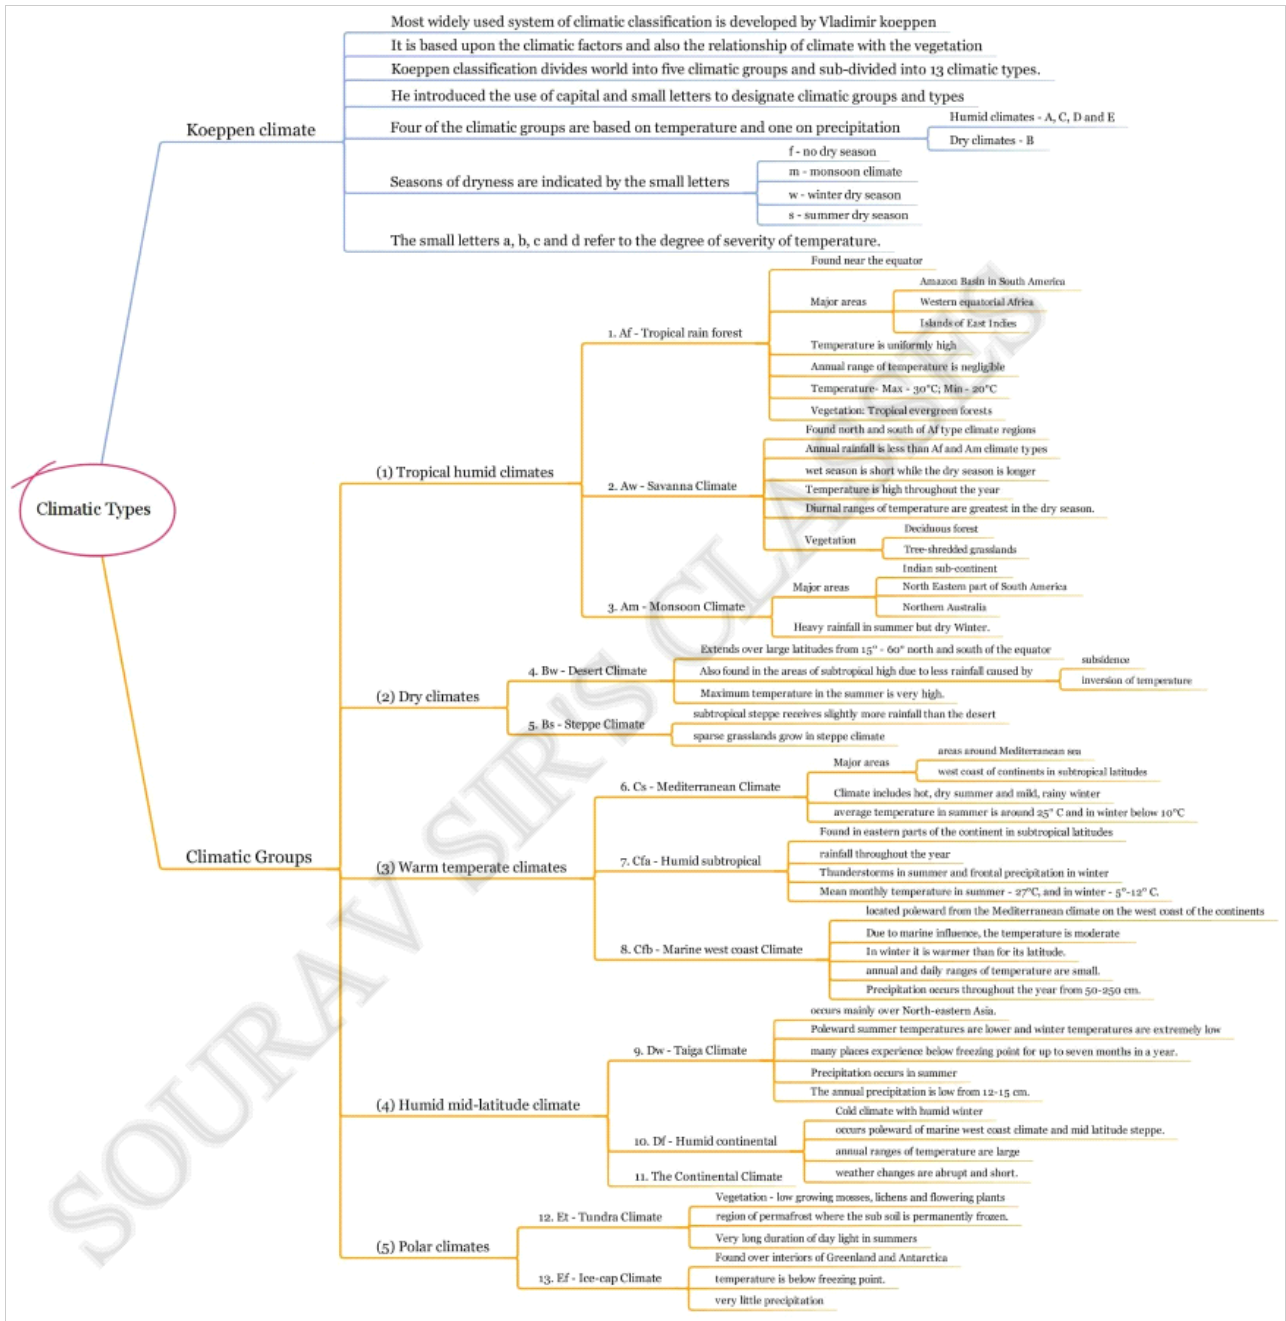 Most widely used system of climatic classification is developed by Vladimir koeppen
It is based upon the climatic factors and also the relationship of climate with the vegetation
Koeppen classification divides world into five climatic groups and sub-divided into 13 climatic types.
He introduced the use of capital and small letters to designate climatic groups and types
Koeppen climate
Four of the climatic groups are based on temperature and one on precipitation
Humid climates - A, C, D and E
Dry climates - B
Seasons of dryness are indicated by the small letters
f - no dry season
m - monsoon climate
w - winter dry season
s - summer dry season
The small letters a, b, c and d refer to the degree of severity of temperature.
Climatic Types
Climatic Groups
(1) Tropical humid climates
1. Af - Tropical rain forest
Found near the equator
Major areas
Amazon Basin in South America
Western equatorial Africa
Islands of East Indies
Temperature is uniformly high
Annual range of temperature is negligible
Temperature- Max - 30°C; Min - 20°C
Vegetation: Tropical evergreen forests
2. Aw - Savanna Climate
Found north and south of Af type climate regions
Annual rainfall is less than Af and Am climate types
wet season is short while the dry season is longer
Temperature is high throughout the year
Diurnal ranges of temperature are greatest in the dry season.
Vegetation
Deciduous forest
Tree-shredded grasslands
3. Am - Monsoon Climate
Major areas
Indian sub-continent
North Eastern part of South America
Northern Australia
Heavy rainfall in summer but dry Winter.
(2) Dry climates
4. Bw - Desert Climate
Extends over large latitudes from 15° - 60° north and south of the equator
Also found in the areas of subtropical high due to less rainfall caused by
subsidence
inversion of temperature
Maximum temperature in the summer is very high.
5. Bs - Steppe Climate
subtropical steppe receives slightly more rainfall than the desert
sparse grasslands grow in steppe climate
(3) Warm temperate climates
6. Cs - Mediterranean Climate
Major areas
areas around Mediterranean sea
west coast of continents in subtropical latitudes
Climate includes hot, dry summer and mild, rainy winter
average temperature in summer is around 25° C and in winter below 10°C
7. Cfa - Humid subtropical
Found in eastern parts of the continent in subtropical latitudes
rainfall throughout the year
Thunderstorms in summer and frontal precipitation in winter
Mean monthly temperature in summer - 27°C, and in winter - 5°-12° C.
8. Cfb - Marine west coast Climate
located poleward from the Mediterranean climate on the west coast of the continents
Due to marine influence, the temperature is moderate
In winter it is warmer than for its latitude.
annual and daily ranges of temperature are small.
Precipitation occurs throughout the year from 50-250 cm.
(4) Humid mid-latitude climate
9. Dw - Taiga Climate
occurs mainly over North-eastern Asia.
Poleward summer temperatures are lower and winter temperatures are extremely low
many places experience below freezing point for up to seven months in a year.
Precipitation occurs in summer
The annual precipitation is low from 12-15 cm.
10. Df - Humid continental
Cold climate with humid winter
occurs poleward of marine west coast climate and mid latitude steppe.
annual ranges of temperature are large
weather changes are abrupt and short.
11. The Continental Climate
(5) Polar climates
12. Et - Tundra Climate
Vegetation - low growing mosses, lichens and flowering plants
region of permafrost where the sub soil is permanently frozen.
Very long duration of day light in summers
13. Ef - Ice-cap Climate
Found over interiors of Greenland and Antarctica
temperature is below freezing point.
very little precipitation
SOURAV SIR'S CLASSES